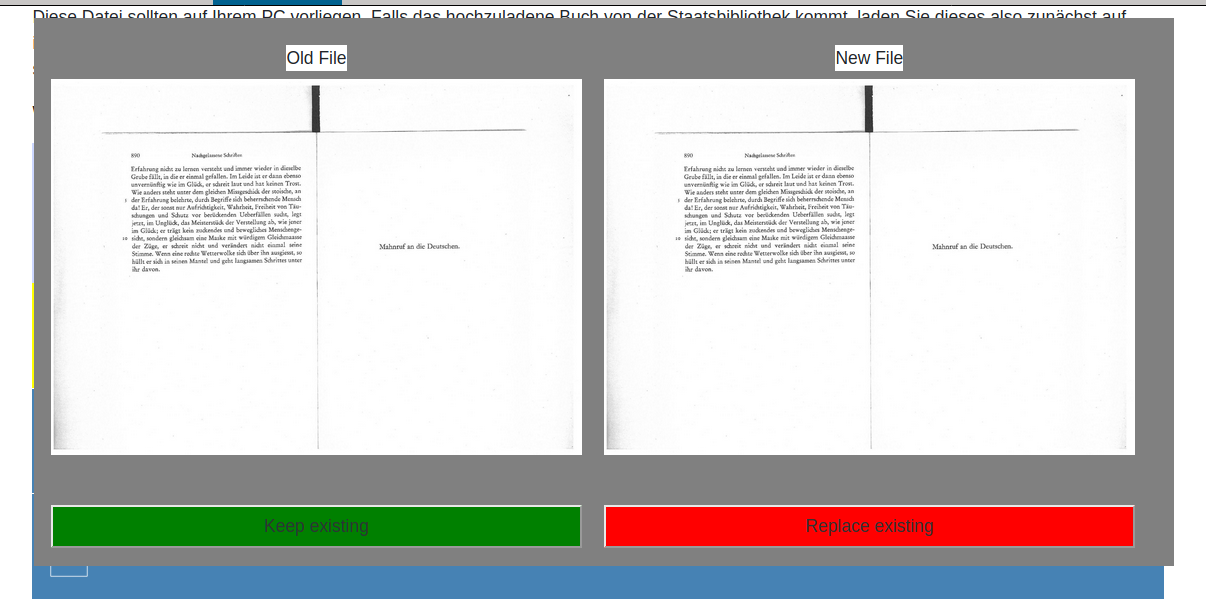 Diese Datei sollten auf Ihrem PC vorliegen. Falls das hochzuladene Buch von der Staatsbibliothek kommt, laden Sie dieses also zunächst auf
Old File
New File
890
Nachgelassene Schriften
Erfahrung nicht zu lernen versteht und immer wieder in dieselbe
Grube fällt, in die er einmal gefallen. Im Leide ist er dann ebenso
unvernünftig wie im Glück, er schreit laut und hat keinen Trost.
Wie anders steht unter dem gleichen Missgeschick der stoische, an
5 der Erfahrung belehrte, durch Begriffe sich beherrschende Mensch
da! Er, der sonst nur Aufrichtigkeit, Wahrheit, Freiheit von Täu-
schungen und Schutz vor berückenden Ueberfällen sucht, legt
jetzt, im Unglück, das Meisterstück der Verstellung ab, wie jener
im Glück; er trägt kein zuckendes und bewegliches Menschenge-
10 sicht, sondern gleichsam eine Maske mit würdigem Gleichmaasse
der Züge, er schreit nicht und verändert nicht einmal seine
Stimme. Wenn eine rechte Wetterwolke sich über ihn ausgiesst, so
hüllt er sich in seinen Mantel und geht langsamen Schrittes unter
ihr davon.
Mahnruf an die Deutschen.
890
Nachgelassene Schriften
Erfahrung nicht zu lernen versteht und immer wieder in dieselbe
Grube fällt, in die er einmal gefallen. Im Leide ist er dann ebenso
unvernünftig wie im Glück, er schreit laut und hat keinen Trost.
Wie anders steht unter dem gleichen Missgeschick der stoische, an
5 der Erfahrung belehrte, durch Begriffe sich beherrschende Mensch
da! Er, der sonst nur Aufrichtigkeit, Wahrheit, Freiheit von Täu-
schungen und Schutz vor berückenden Ueberfällen sucht, legt
jetzt, im Unglück, das Meisterstück der Verstellung ab, wie jener
im Glück; er trägt kein zuckendes und bewegliches Menschenge-
10 sicht, sondern gleichsam eine Maske mit würdigem Gleichmaasse
der Züge, er schreit nicht und verändert nicht einmal seine
Stimme. Wenn eine rechte Wetterwolke sich über ihn ausgiesst, so
hüllt er sich in seinen Mantel und geht langsamen Schrittes unter
ihr davon.
Mahnruf an die Deutschen.
Keep existing
Replace existing